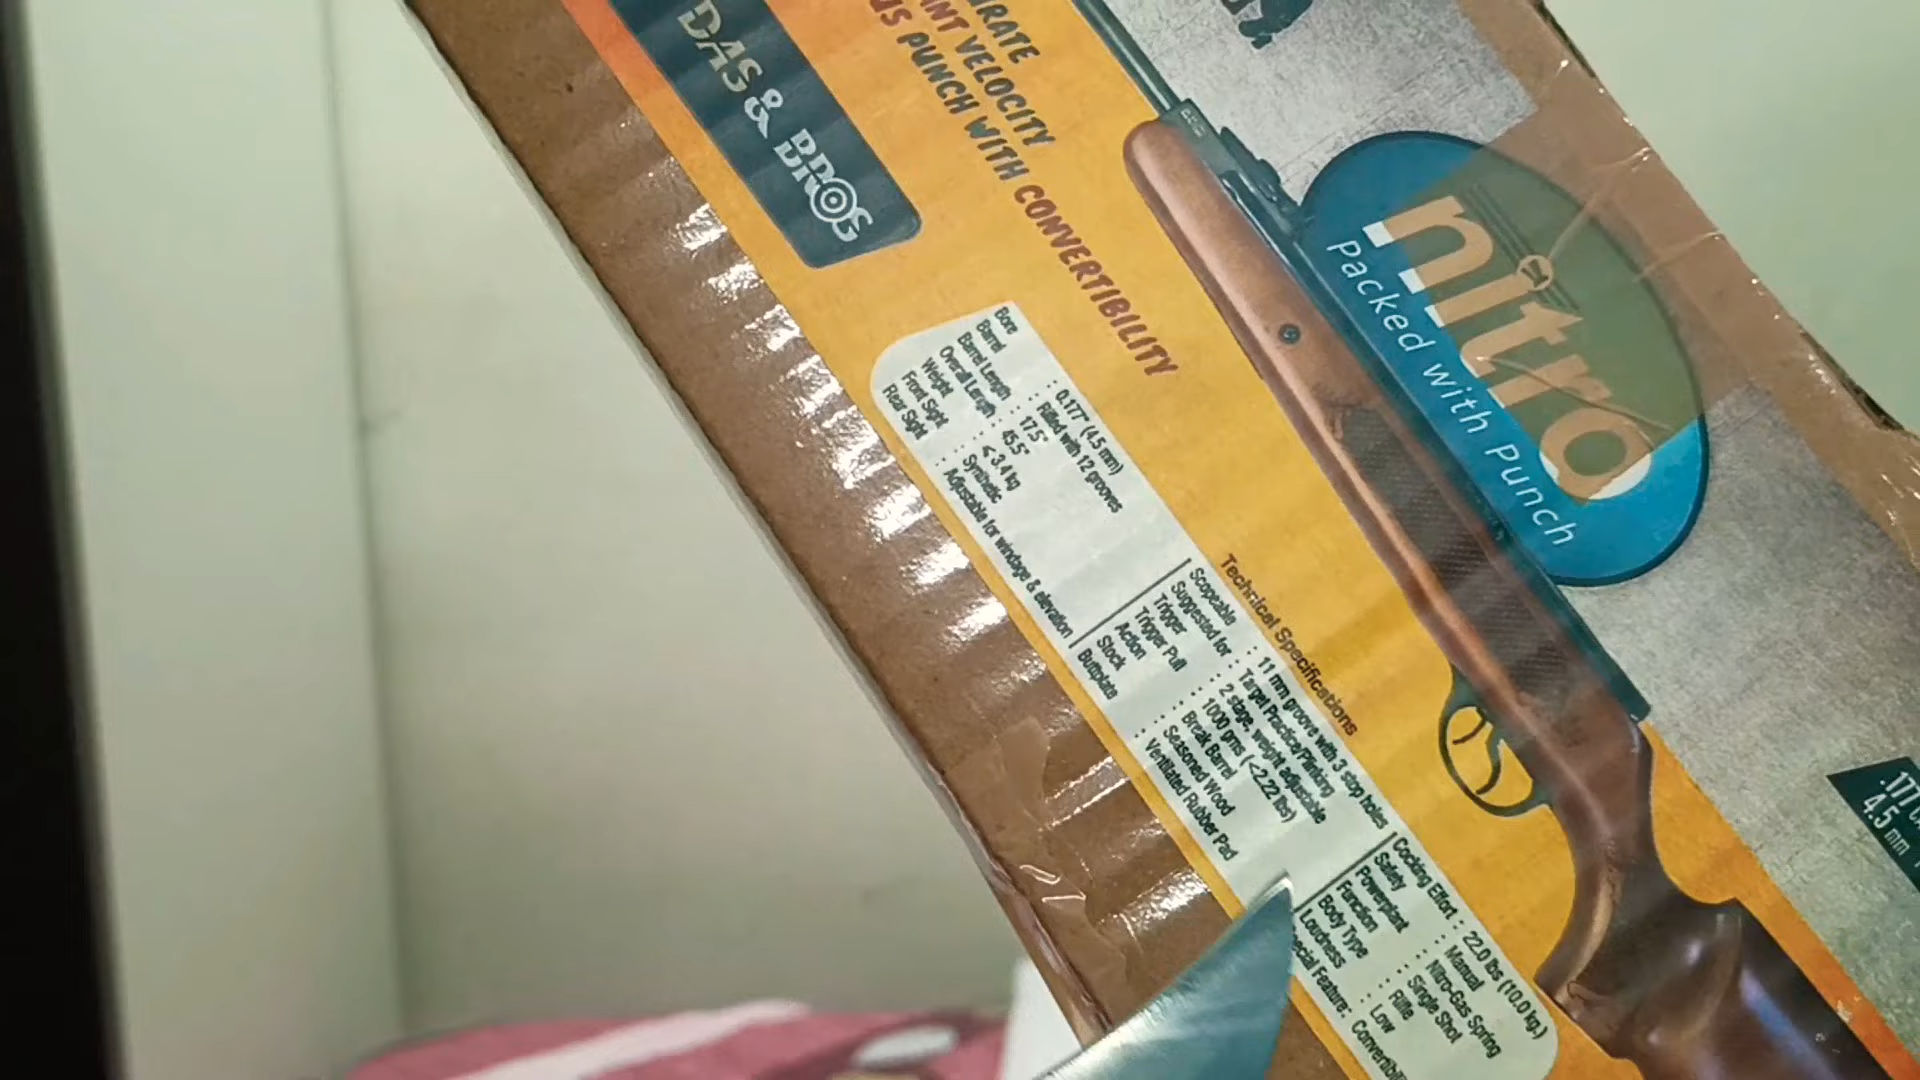 DAS & BROS
VELOCITY
PUNCH WITH CONVERTIBILITY
nitro
Packed with Punch
Technical Specifications
Bore : 0.177" (4.5 mm)
Barrel : Rifled with 12 grooves
Barrel Length : 17.5"
Overall Length : 45.5"
Weight : <3.4 kg
Front Sight : Synthetic
Rear Sight : Adjustable for windage & elevation
Scopeable : 11 mm groove with 3 stop holes
Suggested for : Target Practice/Plinking
Trigger : 2 stage, weight adjustable
Trigger Pull : 1000 gms (<2.22 lbs)
Action : Break Barrel
Stock : Seasoned Wood
Buttplate : Ventilated Rubber Pad
Cocking Effort : 22.0 lbs (10.0 kg.)
Safety : Manual
Powerplant : Nitro-Gas Spring
Function : Single Shot
Body Type : Rifle
Loudness : Low
Feature:
.177
4.5 mm